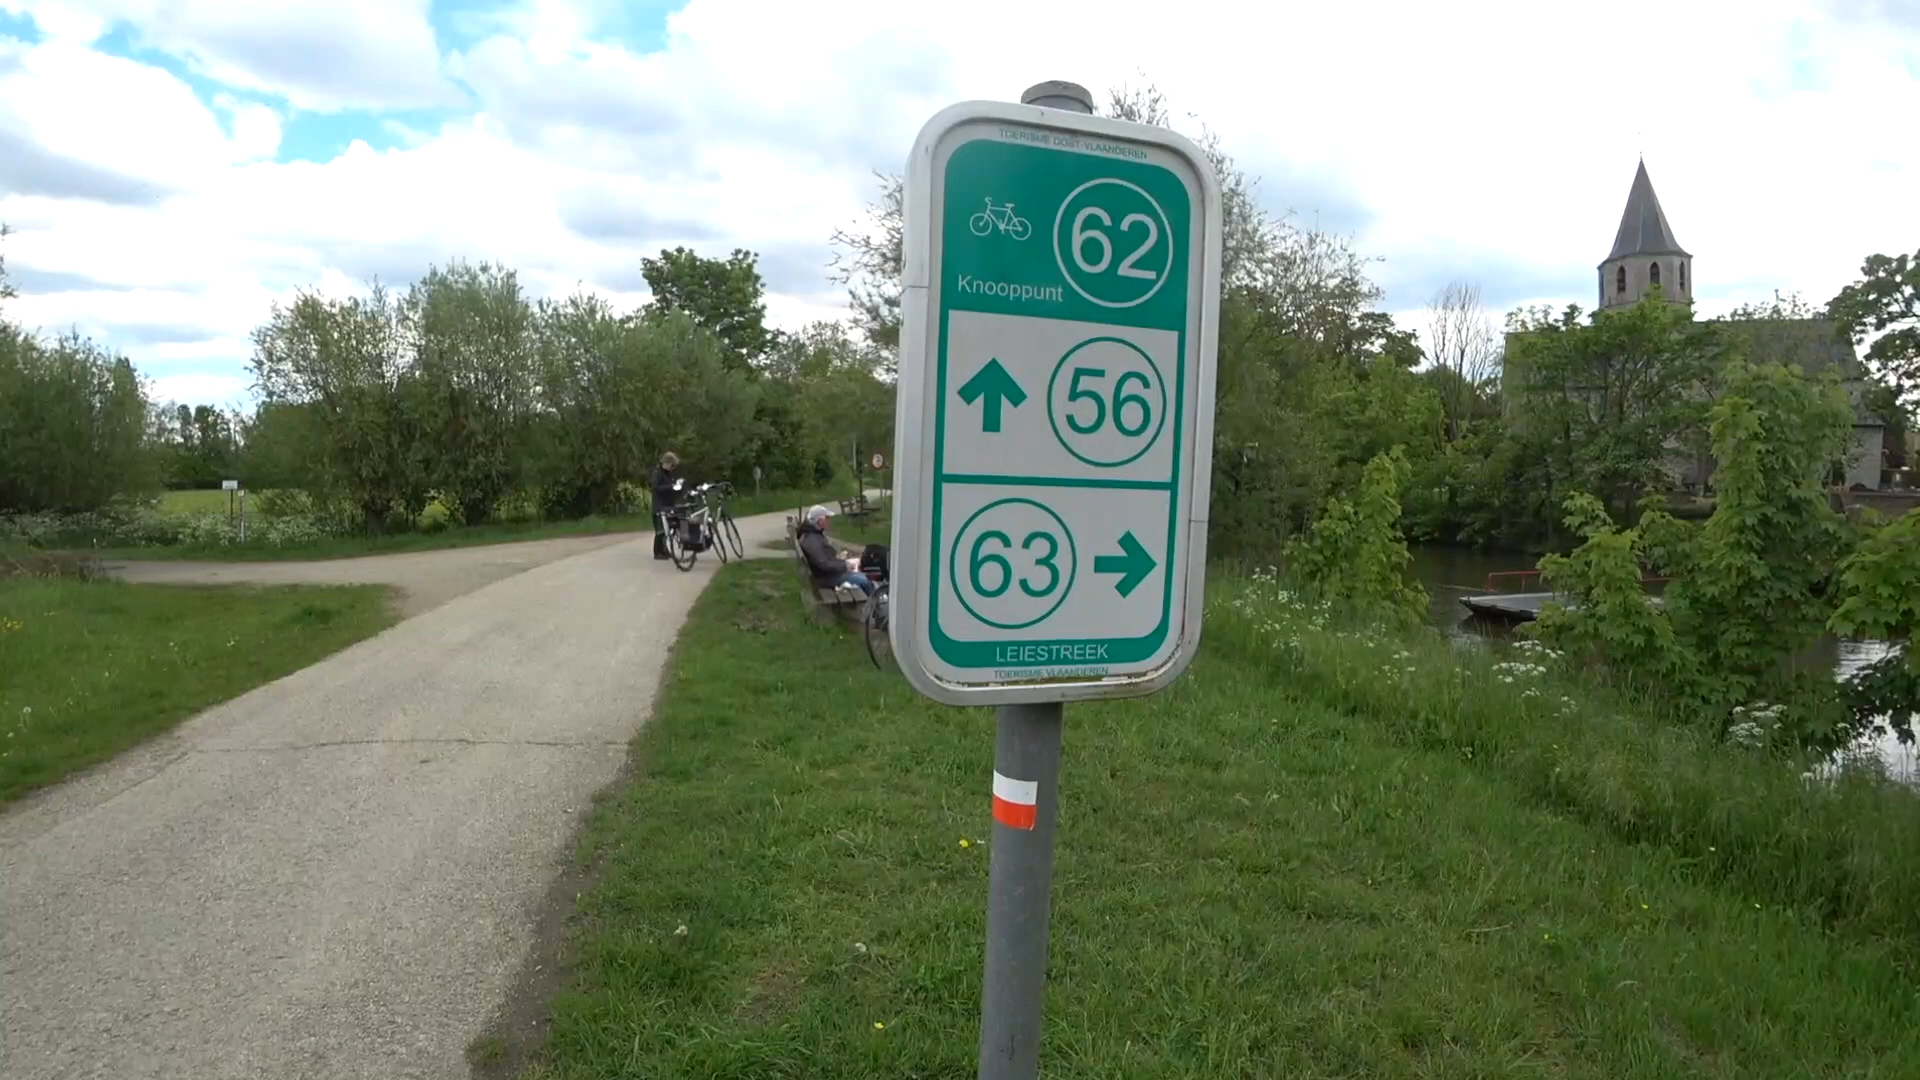 TOERISME OOST-VLAANDEREN
62
Knooppunt
56
63
LEIESTREEK
TOERISME VLAANDEREN